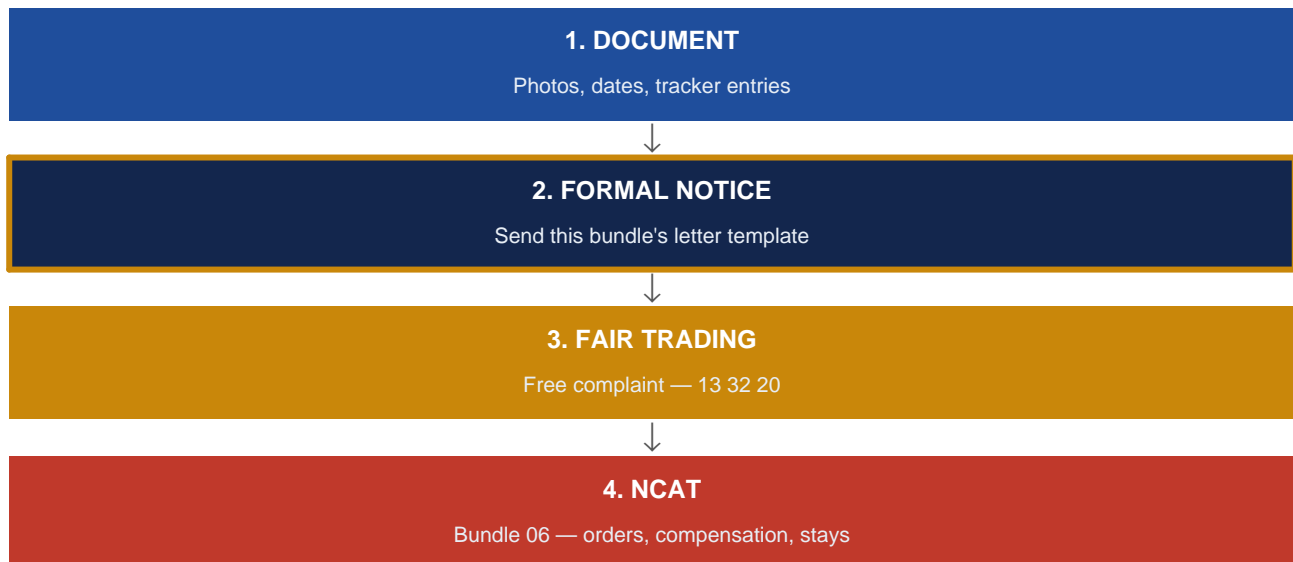 1. DOCUMENT
Photos, dates, tracker entries
↓
2. FORMAL NOTICE
Send this bundle's letter template
↓
3. FAIR TRADING
Free complaint — 13 32 20
↓
4. NCAT
Bundle 06 — orders, compensation, stays